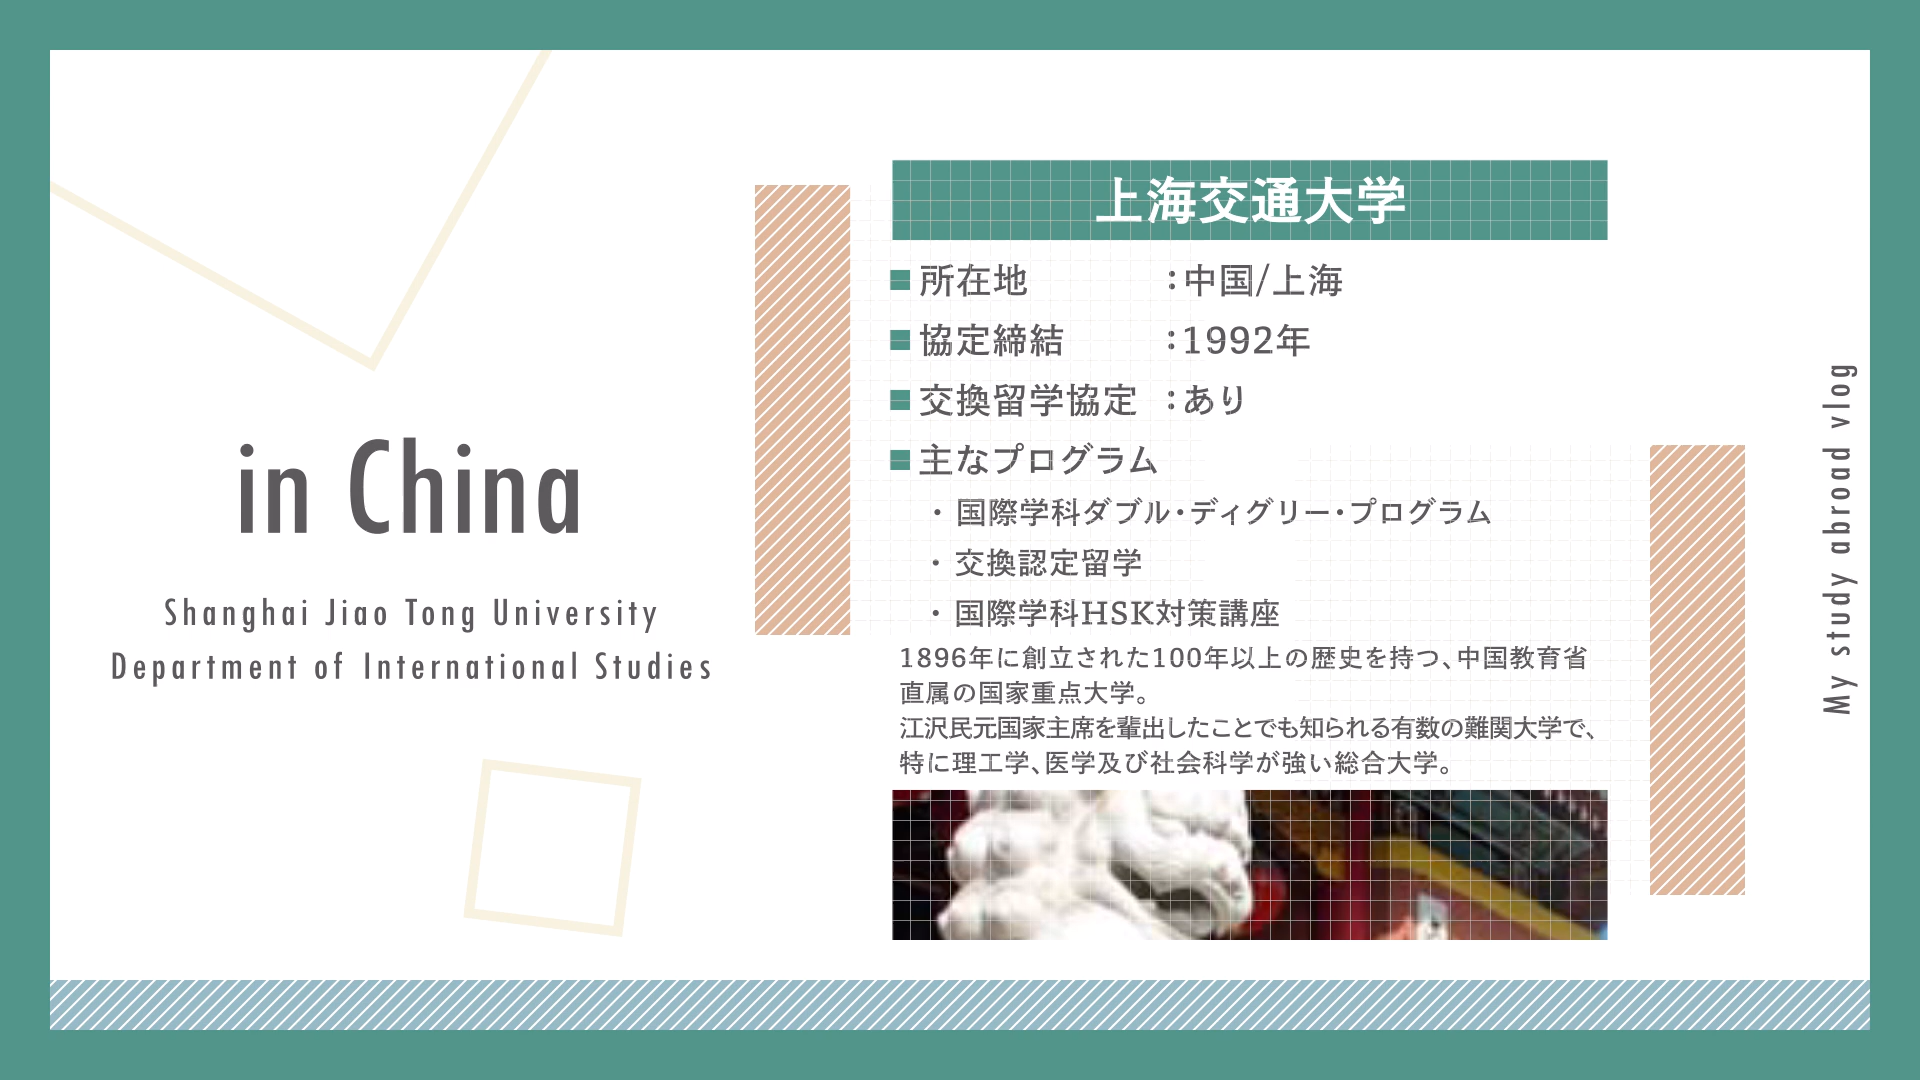 in China
Shanghai Jiao Tong University
Department of International Studies
上海交通大学
■所在地　　　：中国/上海
■協定締結　　：1992年
■交換留学協定：あり
■主なプログラム
・国際学科ダブル・ディグリー・プログラム
・交換認定留学
・国際学科HSK対策講座
1896年に創立された100年以上の歴史を持つ、中国教育省
直属の国家重点大学。
江沢民元国家主席を輩出したことでも知られる有数の難関大学で、
特に理工学、医学及び社会科学が強い総合大学。
My study abroad vlog